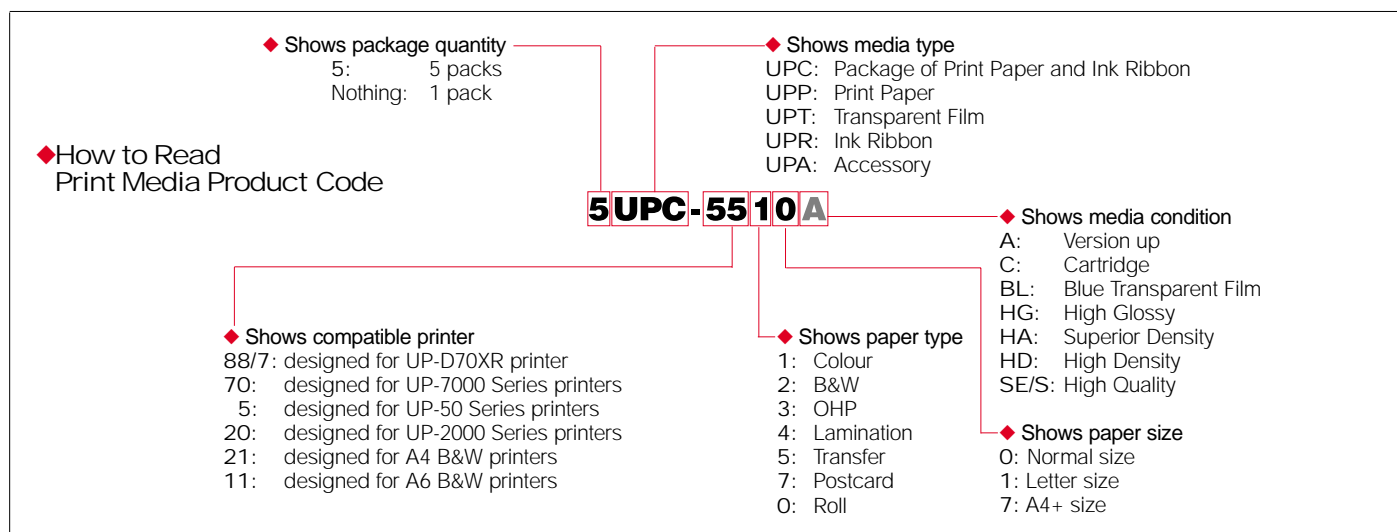 ◆ Shows package quantity
5: 5 packs
Nothing: 1 pack
◆ Shows media type
UPC: Package of Print Paper and Ink Ribbon
UPP: Print Paper
UPT: Transparent Film
UPR: Ink Ribbon
UPA: Accessory
◆How to Read
Print Media Product Code
5 UPC - 55 1 0 A
◆ Shows compatible printer
88/7: designed for UP-D70XR printer
70: designed for UP-7000 Series printers
5: designed for UP-50 Series printers
20: designed for UP-2000 Series printers
21: designed for A4 B&W printers
11: designed for A6 B&W printers
◆ Shows paper type
1: Colour
2: B&W
3: OHP
4: Lamination
5: Transfer
7: Postcard
0: Roll
◆ Shows media condition
A: Version up
C: Cartridge
BL: Blue Transparent Film
HG: High Glossy
HA: Superior Density
HD: High Density
SE/S: High Quality
◆ Shows paper size
0: Normal size
1: Letter size
7: A4+ size